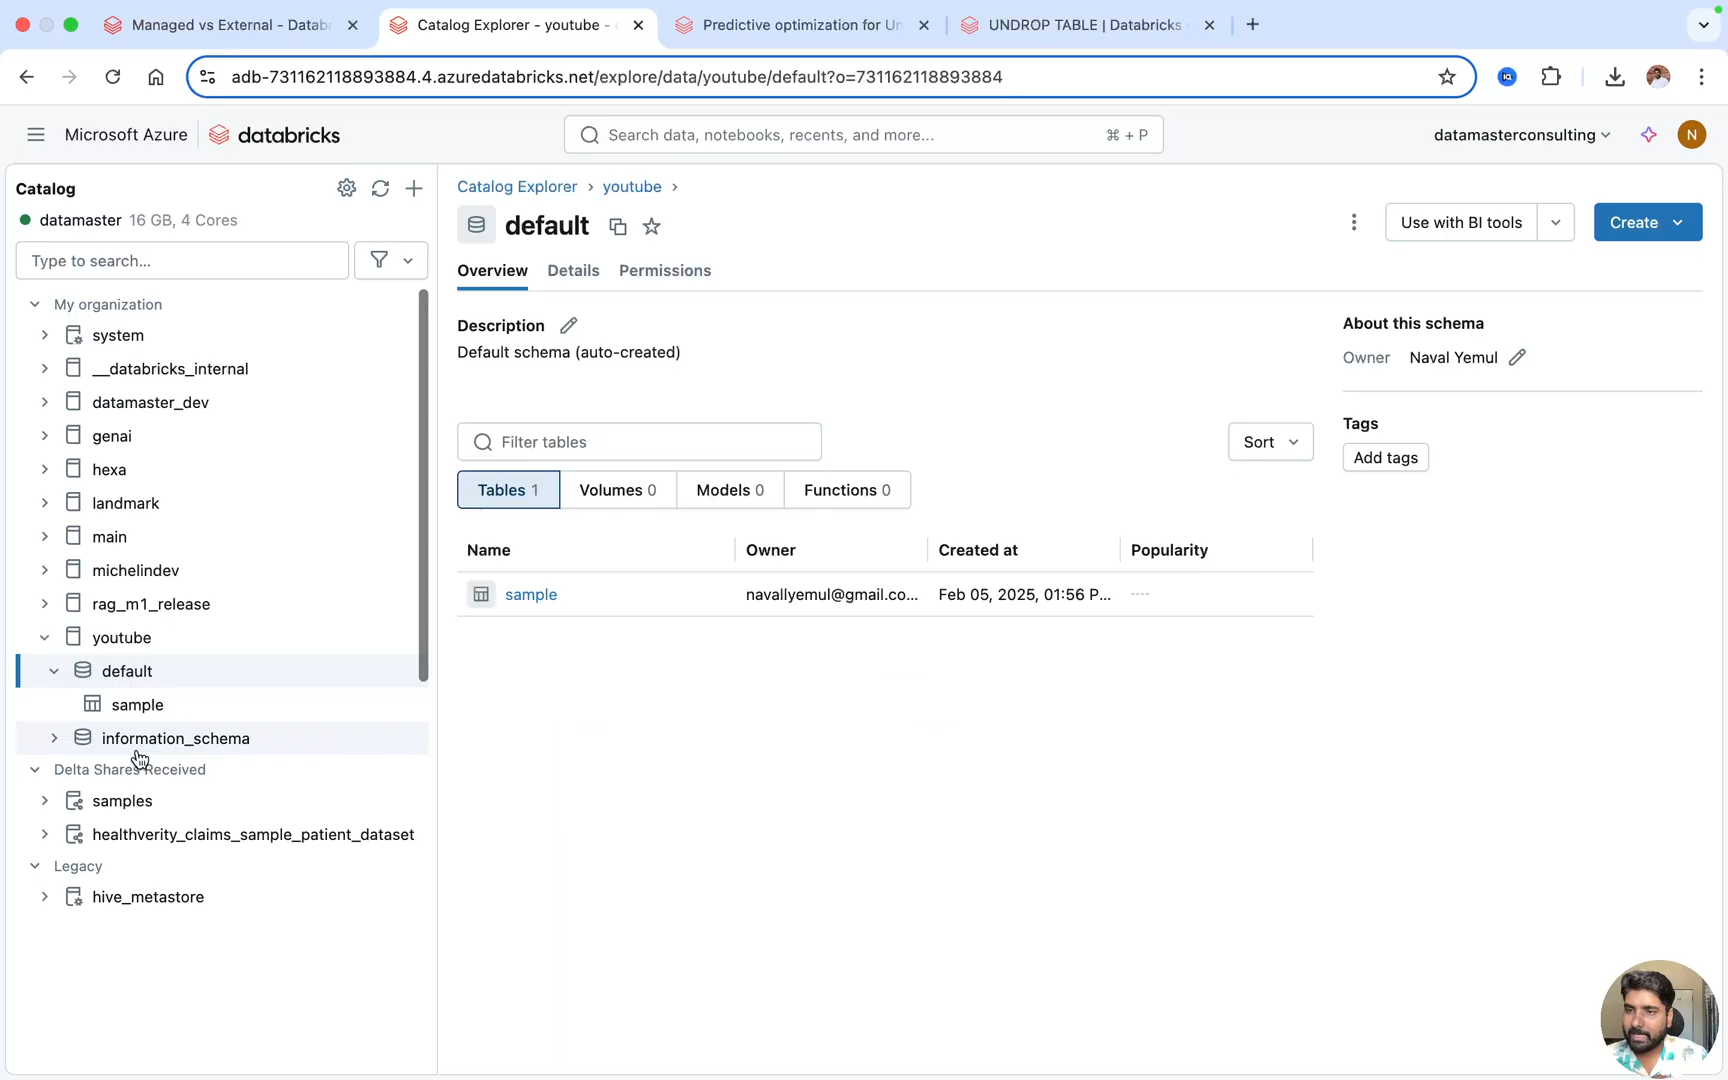 Managed vs External - Datab
Catalog Explorer - youtube -
Predictive optimization for Un
UNDROP TABLE | Databricks
adb-731162118893884.4.azuredatabricks.net/explore/data/youtube/default?o=731162118893884
Microsoft Azure
databricks
Search data, notebooks, recents, and more...
⌘ + P
datamasterconsulting
N
Catalog
datamaster 16 GB, 4 Cores
Type to search...
My organization
system
__databricks_internal
datamaster_dev
genai
hexa
landmark
main
michelindev
rag_m1_release
youtube
default
sample
information_schema
Delta Shares Received
samples
healthverity_claims_sample_patient_dataset
Legacy
hive_metastore
Catalog Explorer › youtube ›
default
Use with BI tools
Create
Overview Details Permissions
Description
Default schema (auto-created)
Filter tables
Sort
Tables 1 Volumes 0 Models 0 Functions 0
Name Owner Created at Popularity
sample navallyemul@gmail.co... Feb 05, 2025, 01:56 P...
About this schema
Owner Naval Yemul
Tags
Add tags